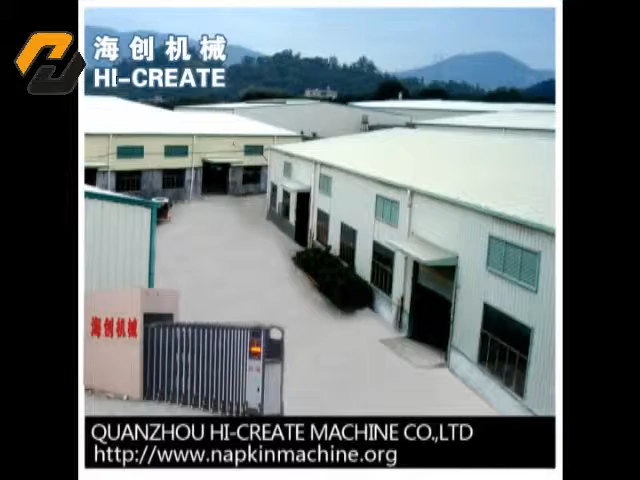 海创机械
HI-CREATE
海创机械
QUANZHOU HI-CREATE MACHINE CO.,LTD
http://www.napkinmachine.org